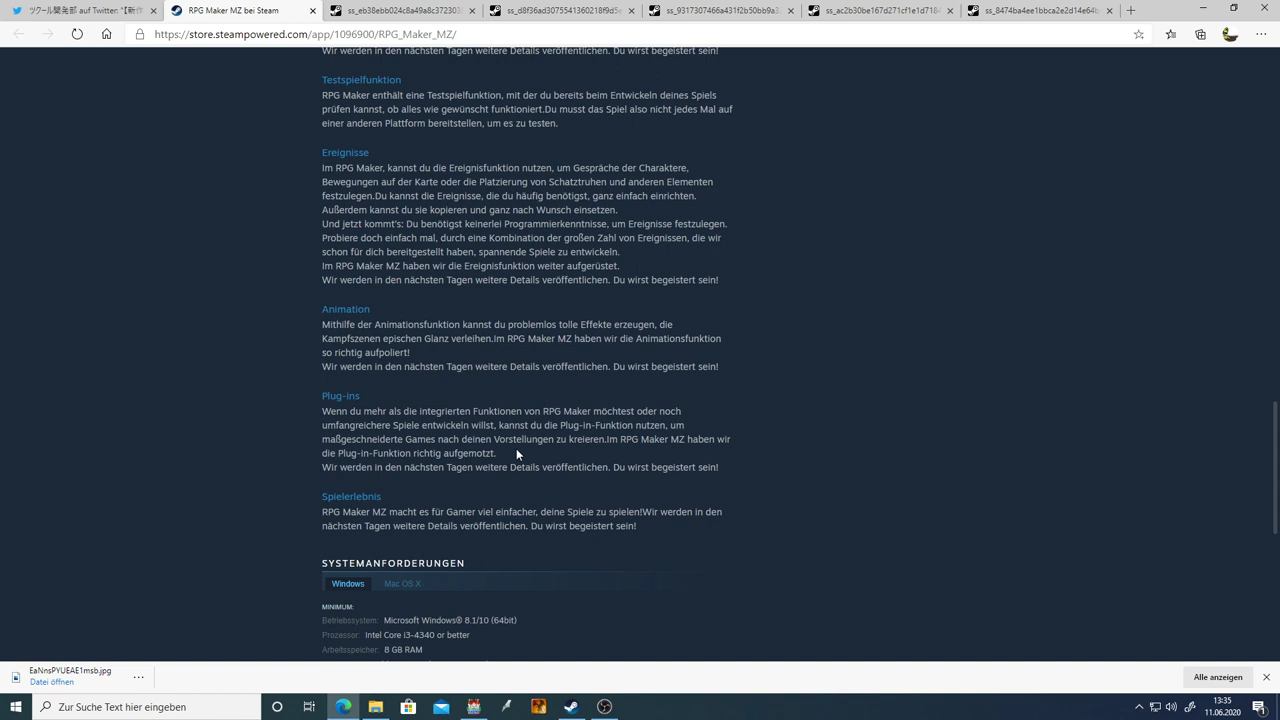 ツクール開発部 auf Twitter: "【新作
RPG Maker MZ bei Steam
ss_f8f36ad3075541360218f9d5e
https://store.steampowered.com/app/1096900/RPG_Maker_MZ/
Wir werden in den nächsten Tagen weitere Details veröffentlichen. Du wirst begeistert sein!
Testspielfunktion
RPG Maker enthält eine Testspielfunktion, mit der du bereits beim Entwickeln deines Spiels
prüfen kannst, ob alles wie gewünscht funktioniert.Du musst das Spiel also nicht jedes Mal auf
einer anderen Plattform bereitstellen, um es zu testen.
Ereignisse
Im RPG Maker, kannst du die Ereignisfunktion nutzen, um Gespräche der Charaktere,
Bewegungen auf der Karte oder die Platzierung von Schatztruhen und anderen Elementen
festzulegen.Du kannst die Ereignisse, die du häufig benötigst, ganz einfach einrichten.
Außerdem kannst du sie kopieren und ganz nach Wunsch einsetzen.
Und jetzt kommt's: Du benötigst keinerlei Programmierkenntnisse, um Ereignisse festzulegen.
Probiere doch einfach mal, durch eine Kombination der großen Zahl von Ereignissen, die wir
schon für dich bereitgestellt haben, spannende Spiele zu entwickeln.
Im RPG Maker MZ haben wir die Ereignisfunktion weiter aufgerüstet.
Wir werden in den nächsten Tagen weitere Details veröffentlichen. Du wirst begeistert sein!
Animation
Mithilfe der Animationsfunktion kannst du problemlos tolle Effekte erzeugen, die
Kampfszenen epischen Glanz verleihen.Im RPG Maker MZ haben wir die Animationsfunktion
so richtig aufpoliert!
Wir werden in den nächsten Tagen weitere Details veröffentlichen. Du wirst begeistert sein!
Plug-ins
Wenn du mehr als die integrierten Funktionen von RPG Maker möchtest oder noch
umfangreichere Spiele entwickeln willst, kannst du die Plug-in-Funktion nutzen, um
maßgeschneiderte Games nach deinen Vorstellungen zu kreieren.Im RPG Maker MZ haben wir
die Plug-in-Funktion richtig aufgemotzt.
Wir werden in den nächsten Tagen weitere Details veröffentlichen. Du wirst begeistert sein!
Spielerlebnis
RPG Maker MZ macht es für Gamer viel einfacher, deine Spiele zu spielen!Wir werden in den
nächsten Tagen weitere Details veröffentlichen. Du wirst begeistert sein!
SYSTEMANFORDERUNGEN
Windows Mac OS X
MINIMUM:
Betriebssystem: Microsoft Windows® 8.1/10 (64bit)
Prozessor: Intel Core i3-4340 or better
Arbeitsspeicher: 8 GB RAM
EaNnsPYUEAE1msb.jpg
Datei öffnen
Alle anzeigen
Zur Suche Text hier eingeben
13:35
11.06.2020